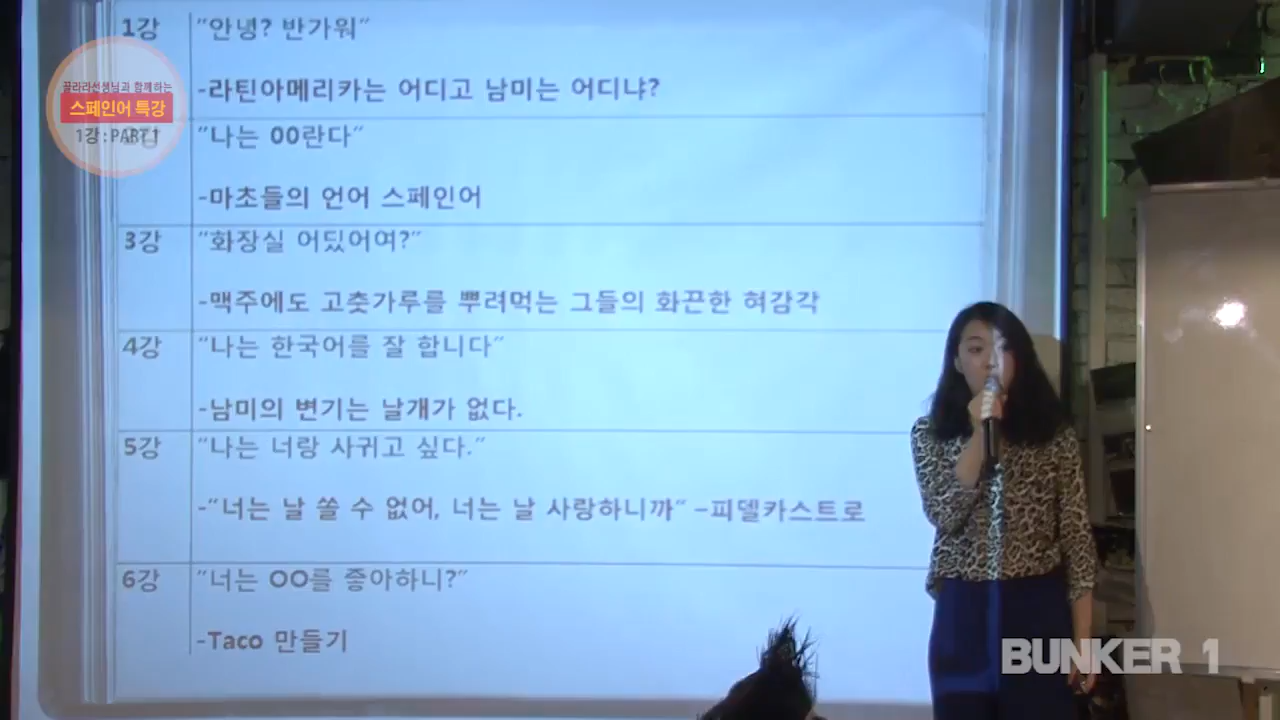 1강 "안녕? 반가워"
-라틴아메리카는 어디고 남미는 어디냐?
꼴라라선생님과 함께하는
스페인어 특강
1강 : PART 1
"나는 00란다"
-마초들의 언어 스페인어
3강 "화장실 어딨어여?"
-맥주에도 고춧가루를 뿌려먹는 그들의 화끈한 혀감각
4강 "나는 한국어를 잘 합니다"
-남미의 변기는 날개가 없다.
5강 "나는 너랑 사귀고 싶다."
-"너는 날 쏠 수 없어, 너는 날 사랑하니까" -피델카스트로
6강 "너는 OO를 좋아하니?"
-Taco 만들기
BUNKER 1